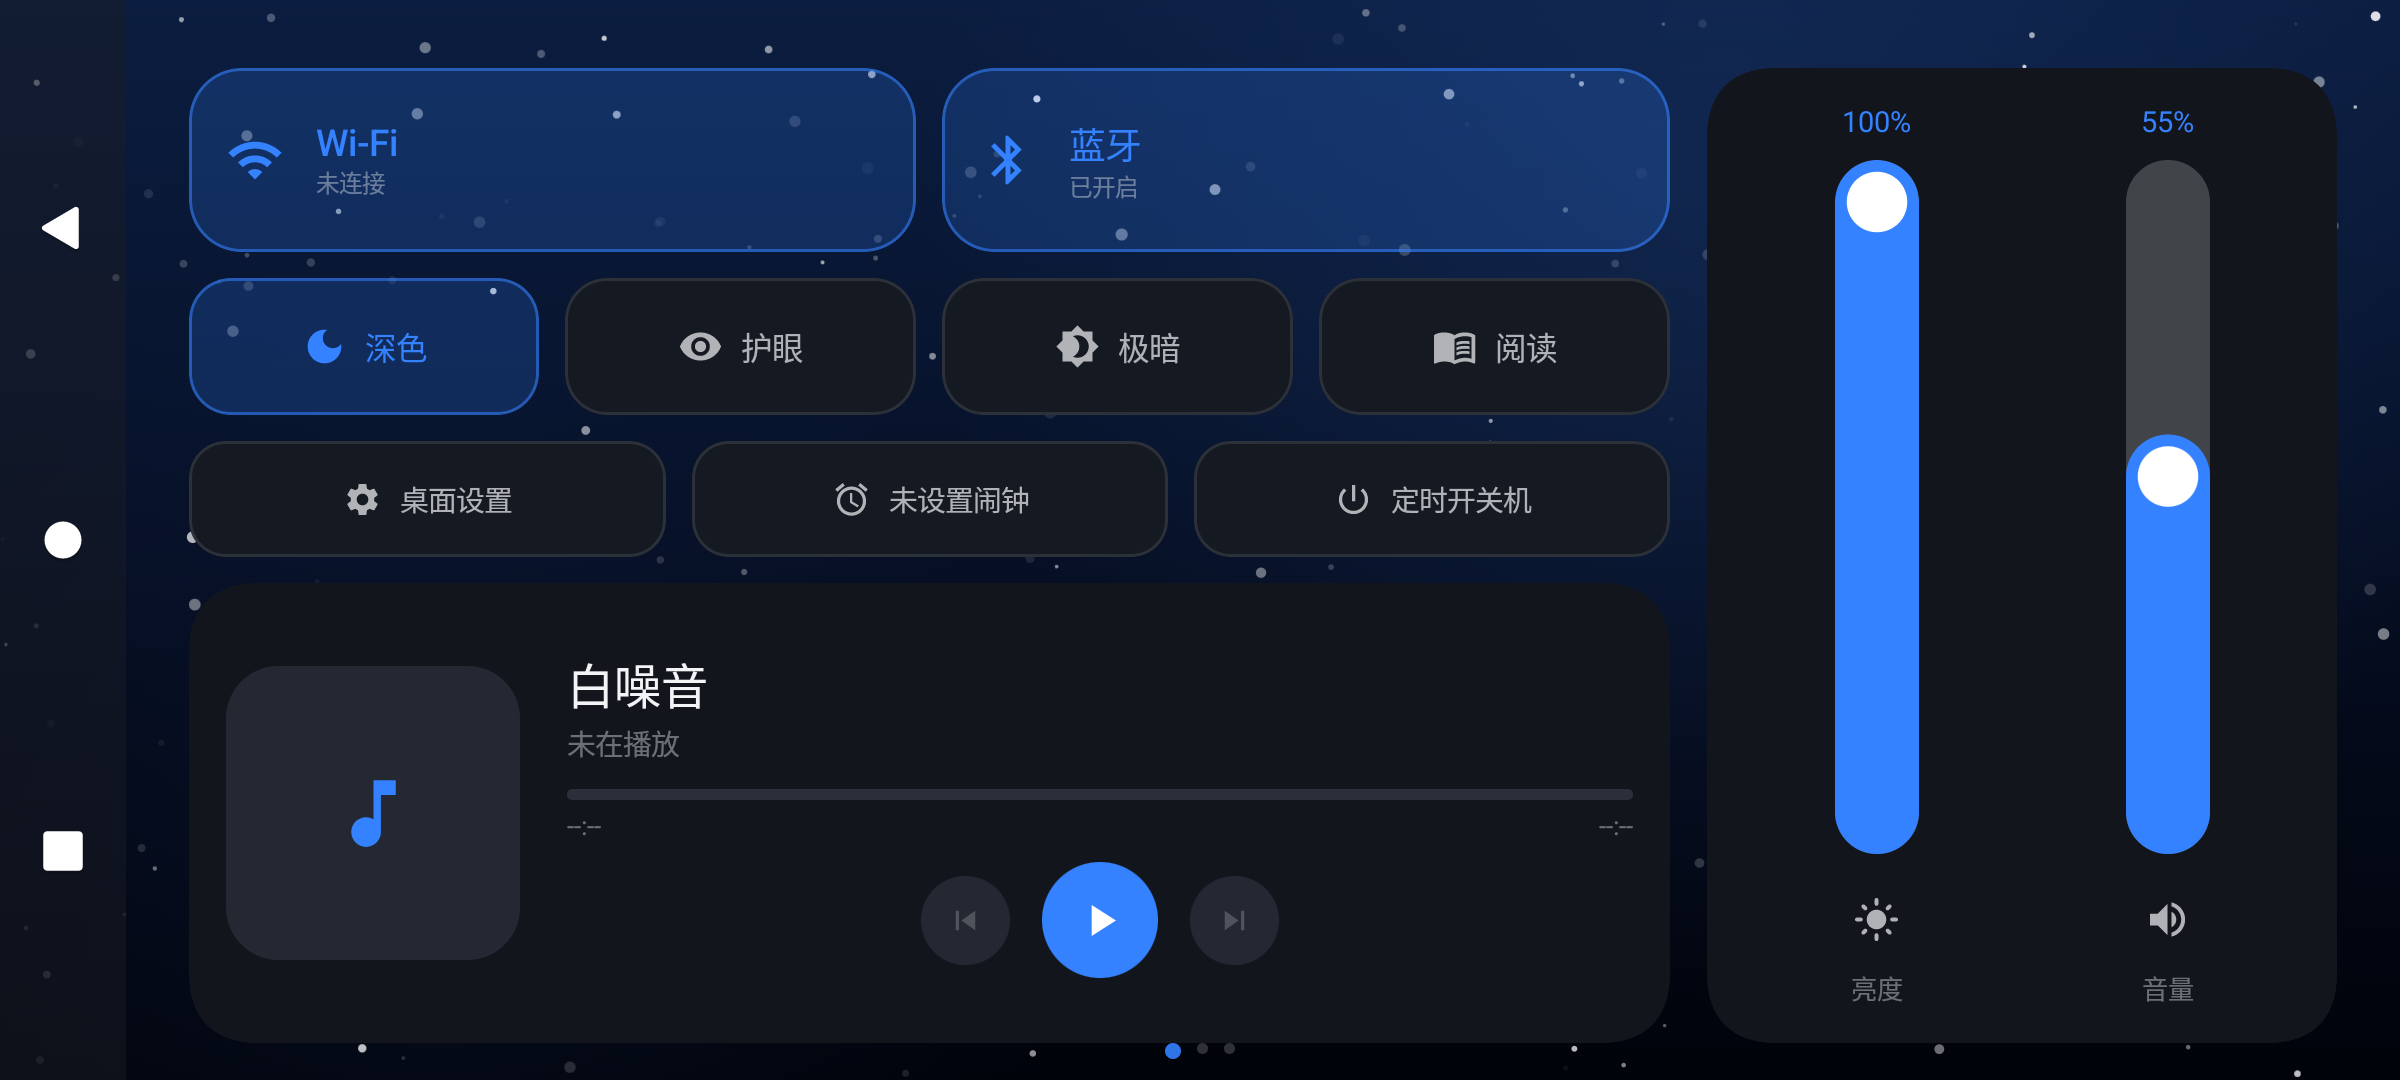 Wi-Fi
未连接
蓝牙
已开启
深色
护眼
极暗
阅读
桌面设置
未设置闹钟
定时开关机
白噪音
未在播放
--:--
--:--
100%
55%
亮度
音量